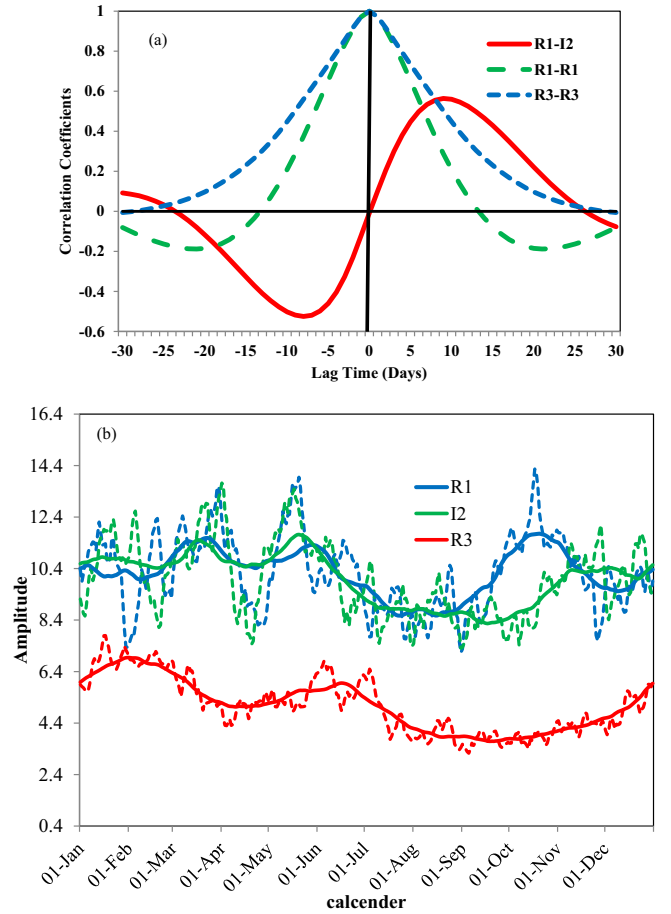 (a)
R1-I2
R1-R1
R3-R3
Correlation Coefficients
1
0.8
0.6
0.4
0.2
0
-0.2
-0.4
-0.6
-30 -25 -20 -15 -10 -5 0 5 10 15 20 25 30
Lag Time (Days)
(b)
R1
I2
R3
Amplitude
16.4
14.4
12.4
10.4
8.4
6.4
4.4
2.4
0.4
01-Jan 01-Feb 01-Mar 01-Apr 01-May 01-Jun 01-Jul 01-Aug 01-Sep 01-Oct 01-Nov 01-Dec
calcender